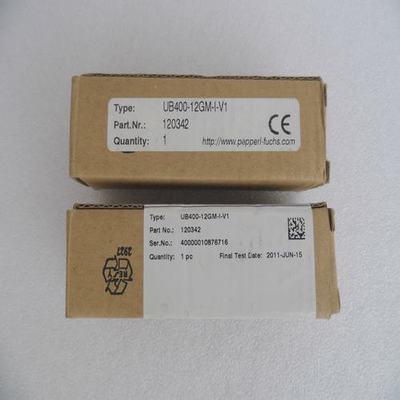 Type: UB400-12GM-I-V1
Part.Nr.: 120342
Quantity: 1
CE
http://www.pepperl-fuchs.com
Type: UB400-12GM-I-V1
Part No.: 120342
Ser.No.: 40000010876716
Quantity: 1 pc Final Test Date: 2011-JUN-15
RESY